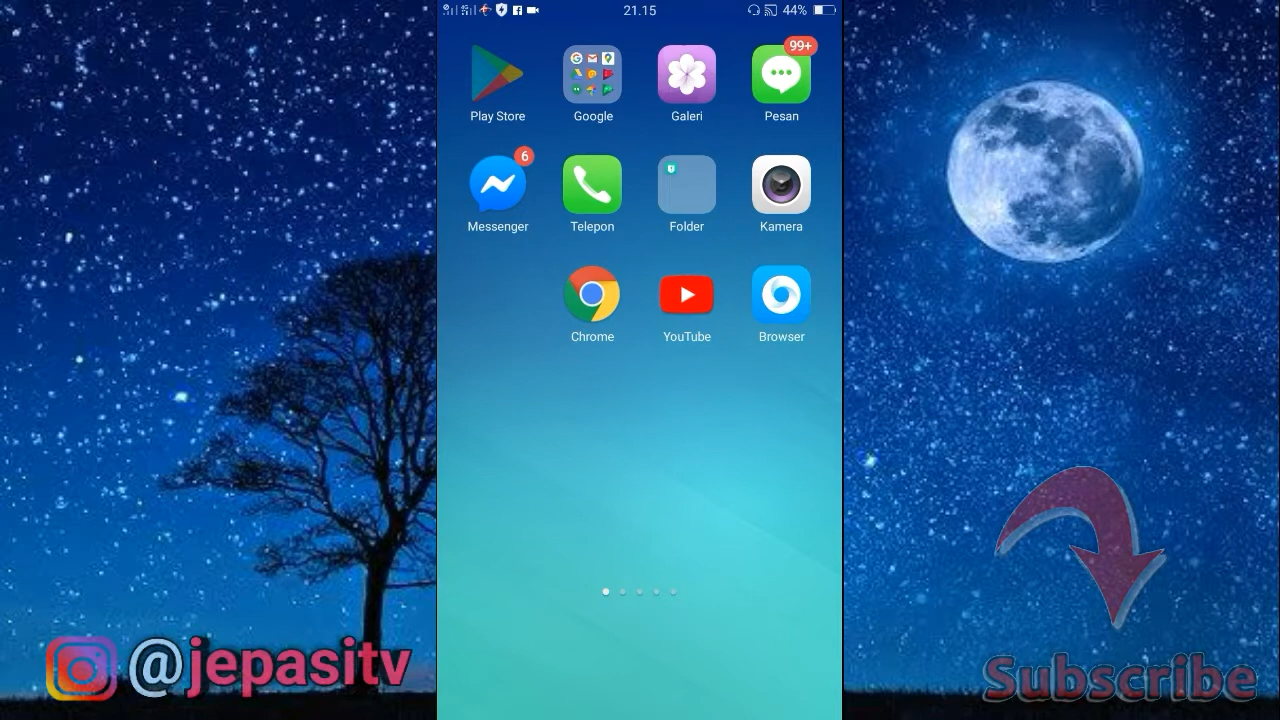 21.15
44%
99+
Play Store
Google
Galeri
Pesan
6
Messenger
Telepon
Folder
Kamera
Chrome
YouTube
Browser
@jepasitv
Subscribe